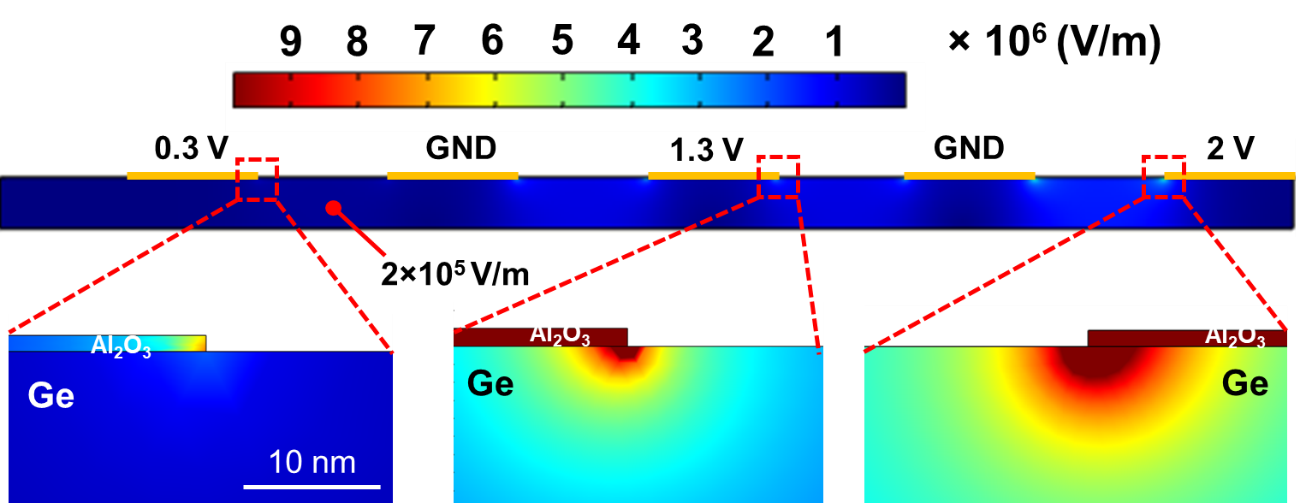 9 8 7 6 5 4 3 2 1 × 10⁶ (V/m)
0.3 V GND 1.3 V GND 2 V
2×10⁵ V/m
Al₂O₃ Al₂O₃ Al₂O₃
Ge Ge Ge
10 nm